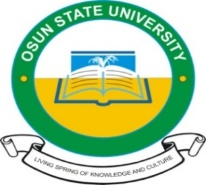 OSUN STATE UNIVERSITY
LIVING SPRING OF KNOWLEDGE AND CULTURE